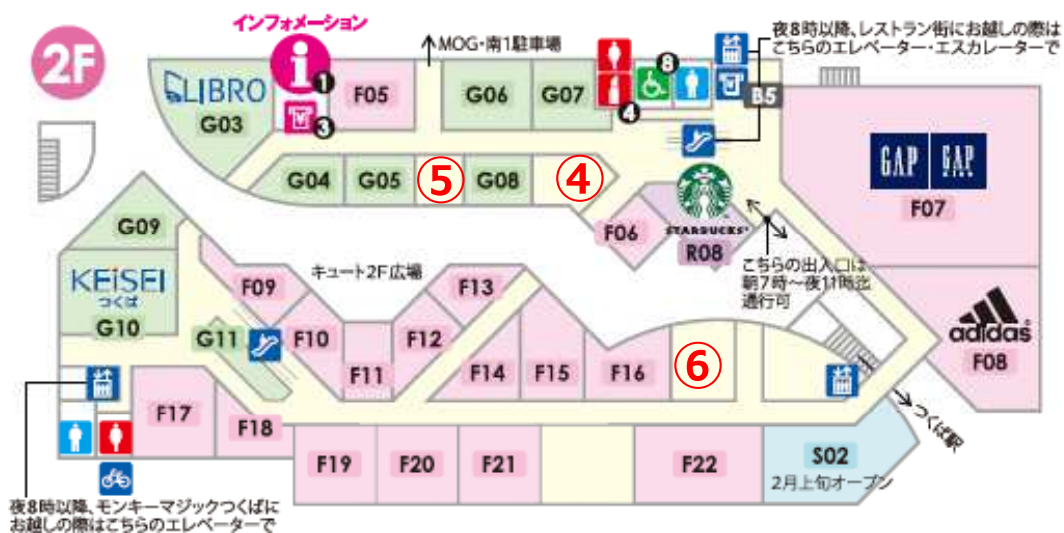 2F
インフォメーション
MOG・南1駐車場
夜8時以降、レストラン街にお越しの際は
こちらのエレベーター・エスカレーターで
LIBRO
G03
❶
❸
F05
G06
G07
❹
❽
B5
GAP GAP
F07
G04
G05
⑤
G08
④
F06
STARBUCKS
R08
こちらの出入口は
朝7時〜夜11時迄
通行可
G09
KEiSEI
つくば
G10
キュート2F広場
F09
F13
G11
F10
F12
F11
F14
F15
F16
⑥
adidas
F08
つくば駅
F17
F18
F19
F20
F21
F22
S02
2月上旬オープン
夜8時以降、モンキーマジックつくばに
お越しの際はこちらのエレベーターで